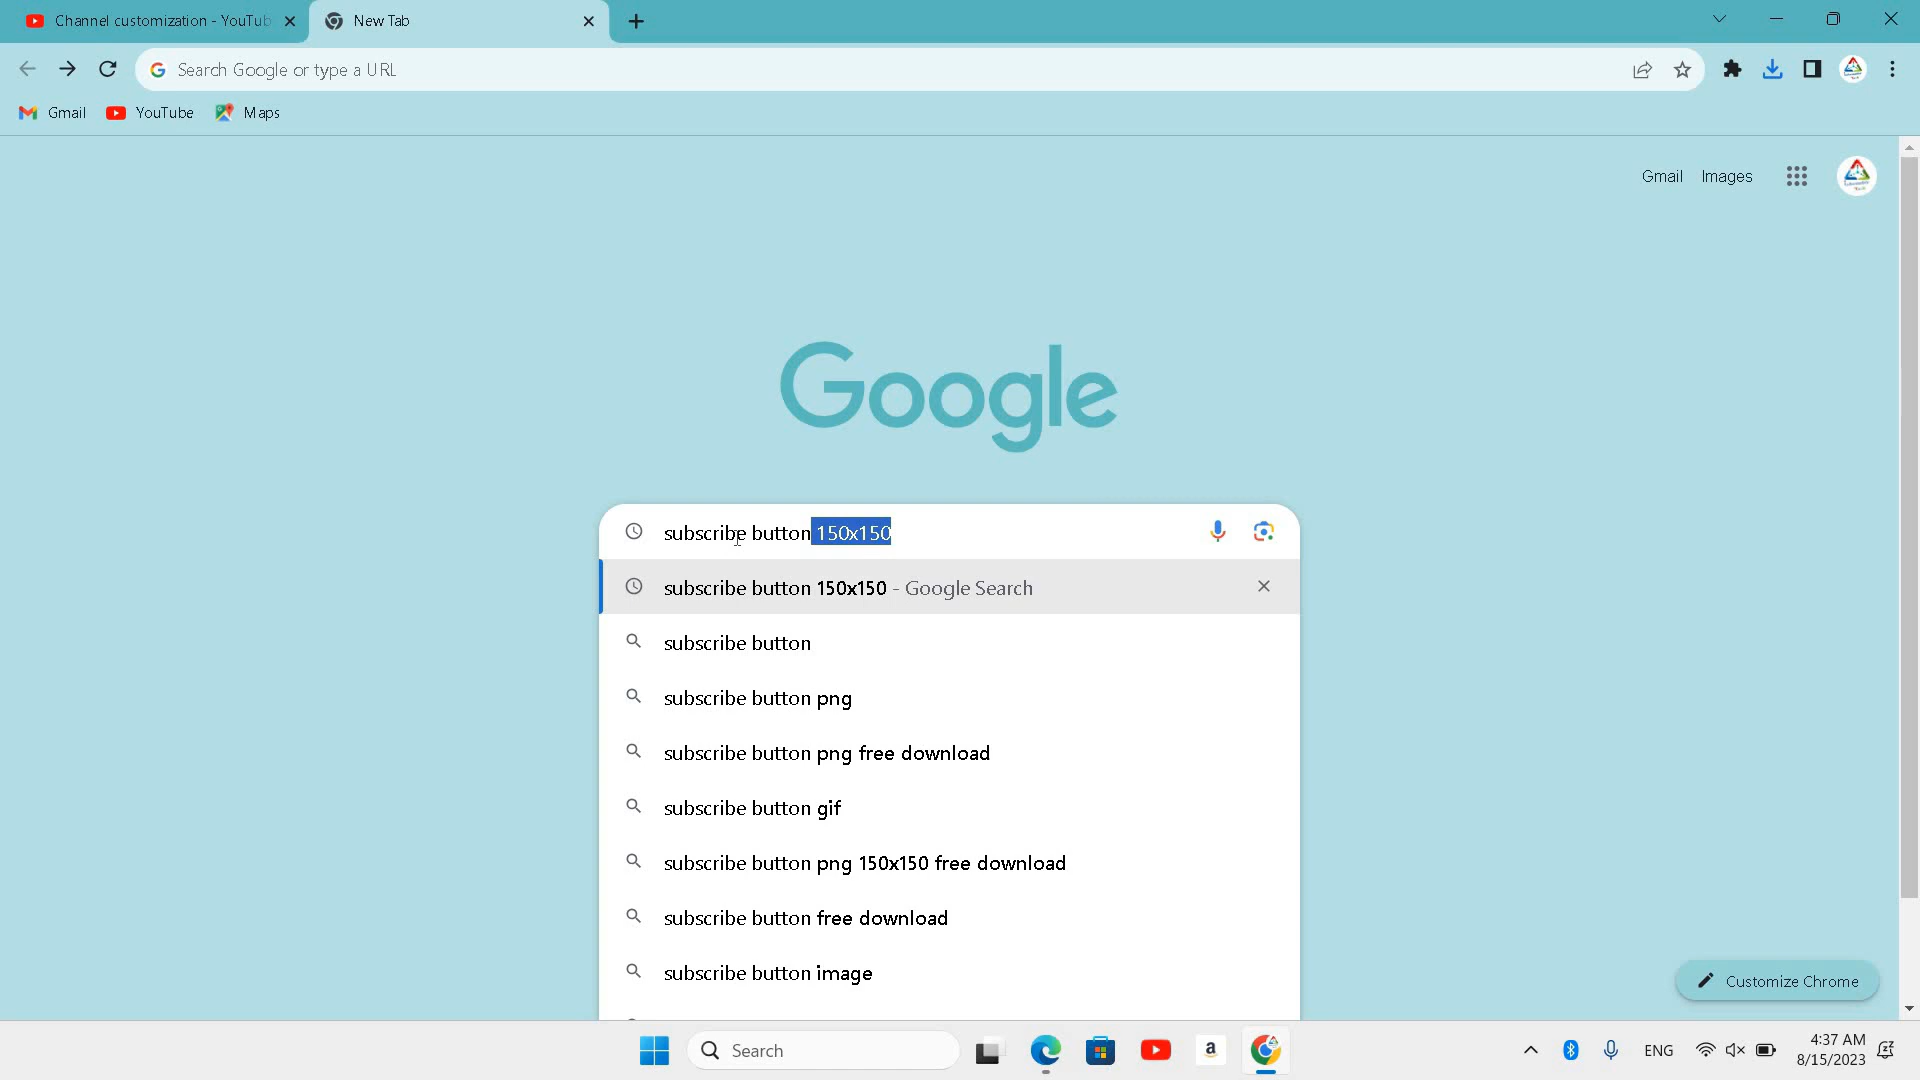 Channel customization - YouTub
New Tab
Search Google or type a URL
Gmail
YouTube
Maps
Gmail
Images
Google
subscribe button 150x150
subscribe button 150x150 - Google Search
subscribe button
subscribe button png
subscribe button png free download
subscribe button gif
subscribe button png 150x150 free download
subscribe button free download
subscribe button image
Customize Chrome
Search
a
ENG
4:37 AM
8/15/2023